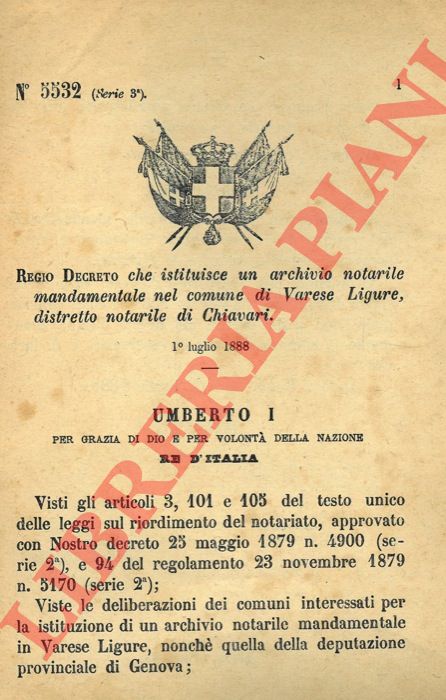 N° 5532 (Serie 3ª).
1
REGIO DECRETO che istituisce un archivio notarile
mandamentale nel comune di Varese Ligure,
distretto notarile di Chiavari.
1° luglio 1888
UMBERTO I
PER GRAZIA DI DIO E PER VOLONTÀ DELLA NAZIONE
RE D'ITALIA
Visti gli articoli 3, 101 e 105 del testo unico
delle leggi sul riordimento del notariato, approvato
con Nostro decreto 25 maggio 1879 n. 4900 (se-
rie 2ª), e 94 del regolamento 23 novembre 1879
n. 5170 (serie 2ª);
Viste le deliberazioni dei comuni interessati per
la istituzione di un archivio notarile mandamentale
in Varese Ligure, nonchè quella della deputazione
provinciale di Genova;
LIBRERIA PIANI